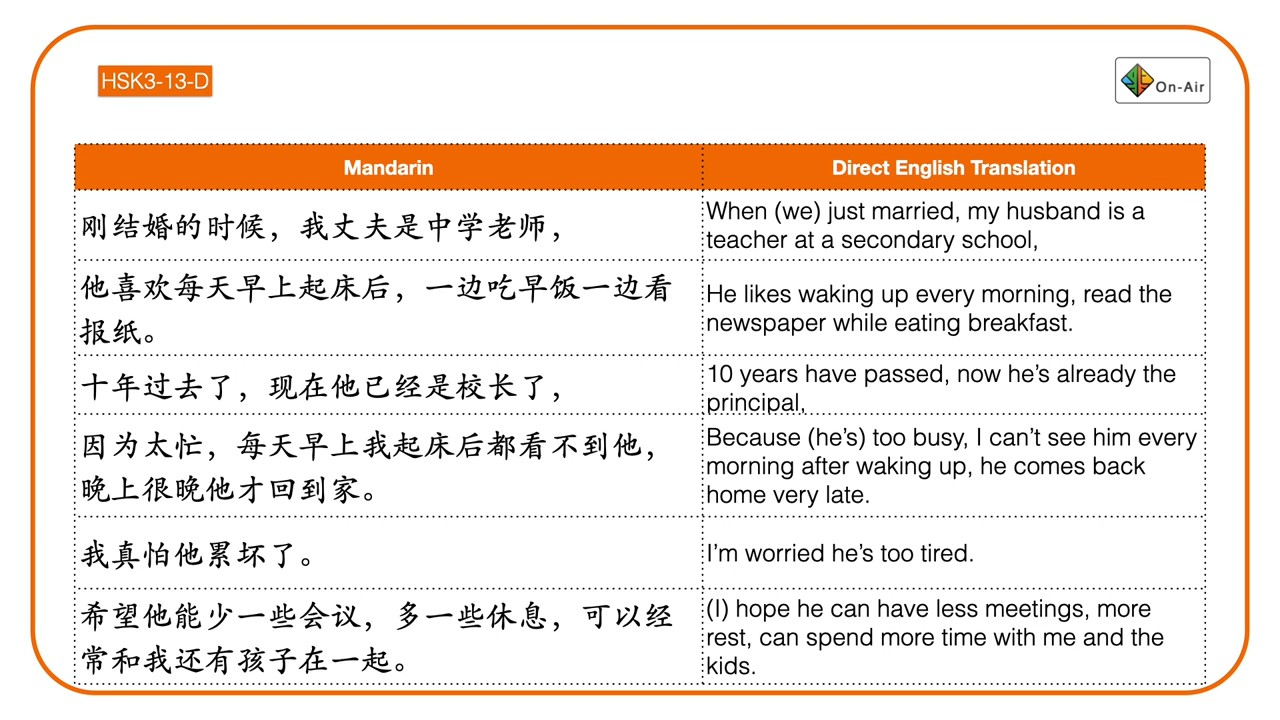 HSK3-13-D
On-Air
Mandarin
Direct English Translation
刚结婚的时候，我丈夫是中学老师，
When (we) just married, my husband is a
teacher at a secondary school,
他喜欢每天早上起床后，一边吃早饭一边看
报纸。
He likes waking up every morning, read the
newspaper while eating breakfast.
十年过去了，现在他已经是校长了，
10 years have passed, now he’s already the
principal,
因为太忙，每天早上我起床后都看不到他，
晚上很晚他才回到家。
Because (he’s) too busy, I can’t see him every
morning after waking up, he comes back
home very late.
我真怕他累坏了。
I’m worried he’s too tired.
希望他能少一些会议，多一些休息，可以经
常和我还有孩子在一起。
(I) hope he can have less meetings, more
rest, can spend more time with me and the
kids.